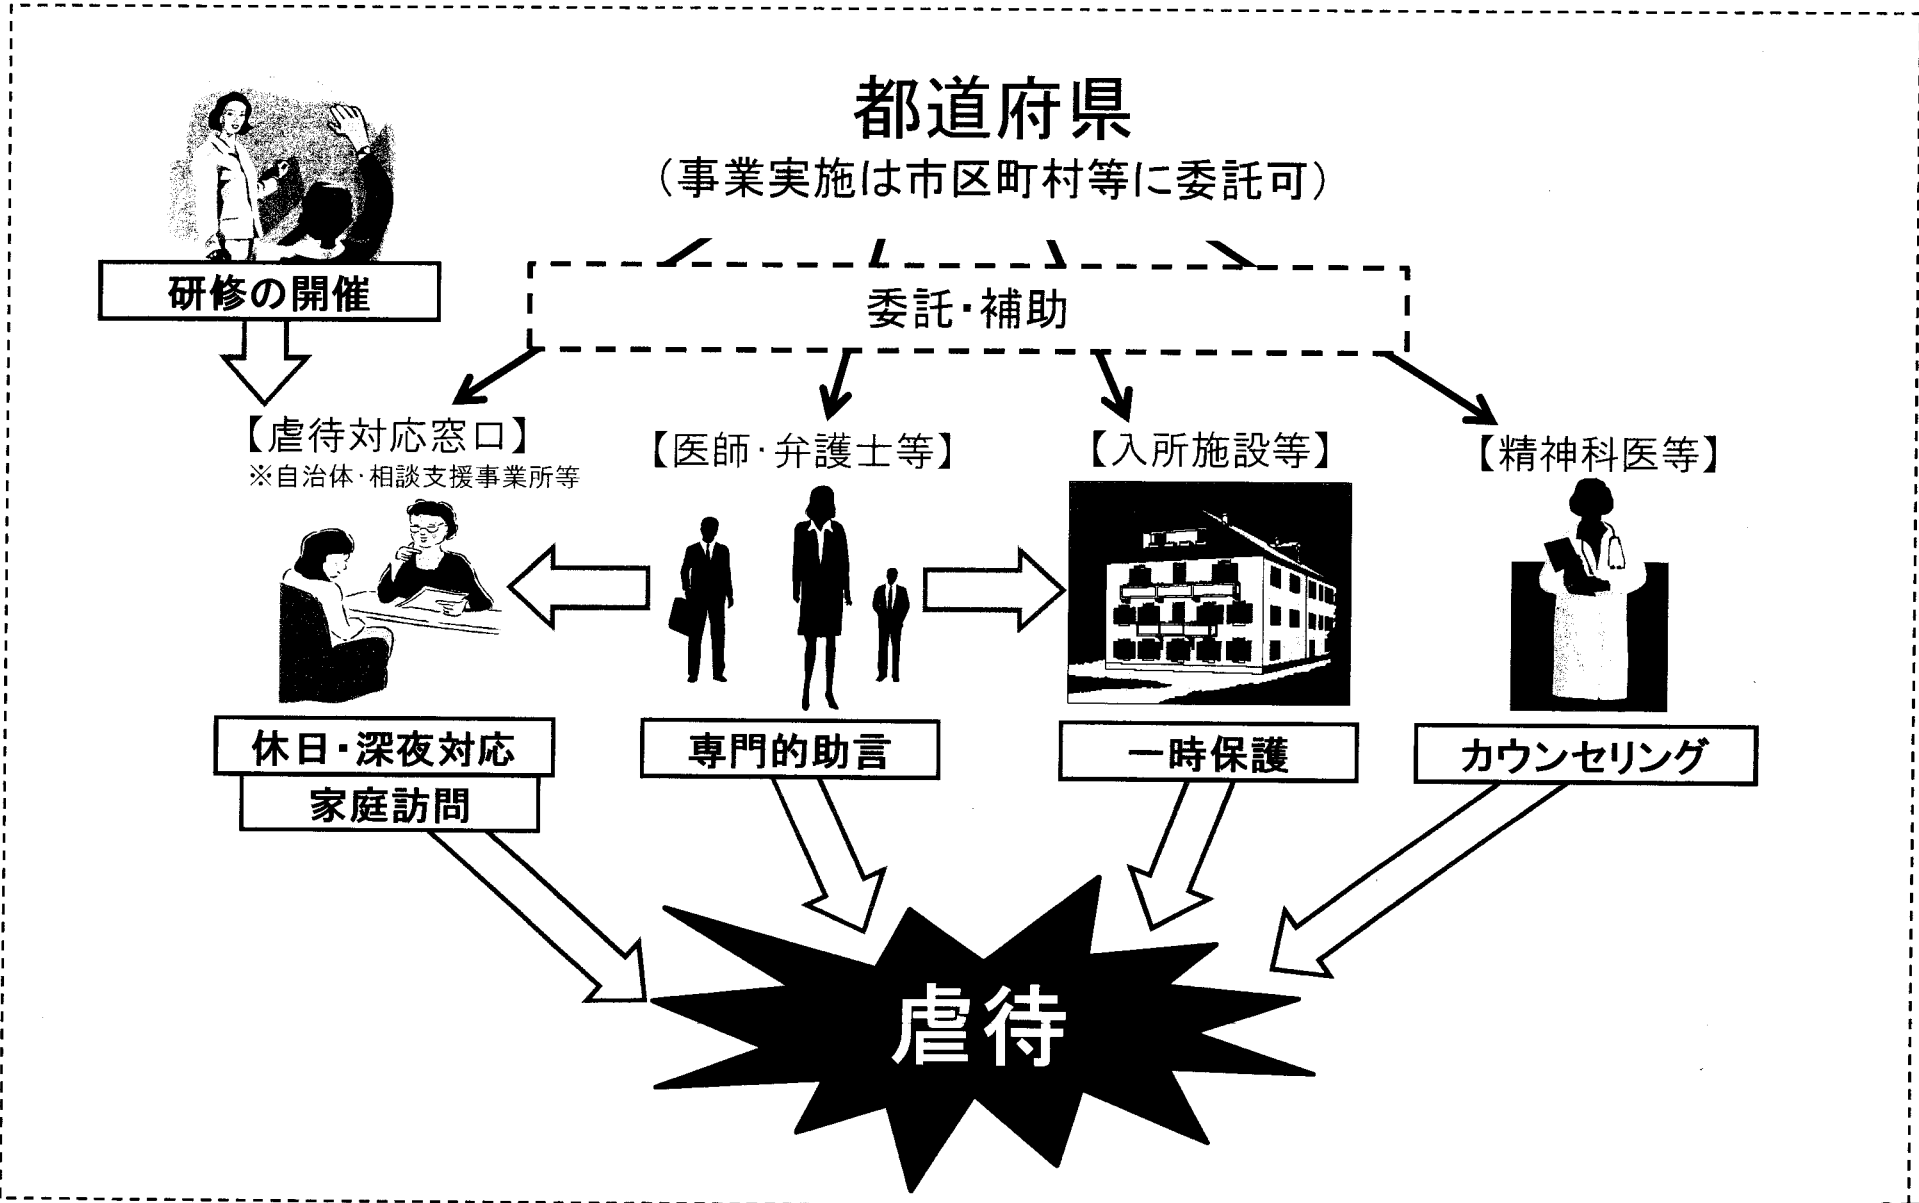 都道府県
（事業実施は市区町村等に委託可）
研修の開催
委託・補助
【虐待対応窓口】
※自治体・相談支援事業所等
【医師・弁護士等】
【入所施設等】
【精神科医等】
休日・深夜対応
家庭訪問
専門的助言
一時保護
カウンセリング
虐待